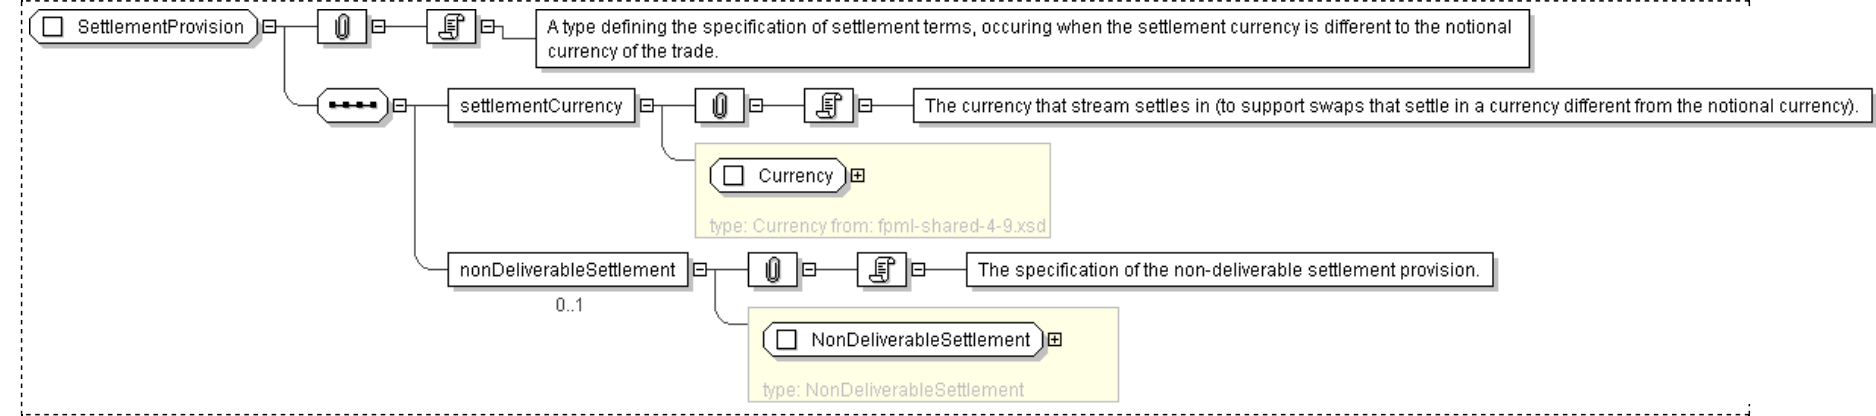 SettlementProvision
A type defining the specification of settlement terms, occuring when the settlement currency is different to the notional
currency of the trade.
settlementCurrency
The currency that stream settles in (to support swaps that settle in a currency different from the notional currency).
Currency
type: Currency from: fpml-shared-4-9.xsd
nonDeliverableSettlement
The specification of the non-deliverable settlement provision.
0..1
NonDeliverableSettlement
type: NonDeliverableSettlement